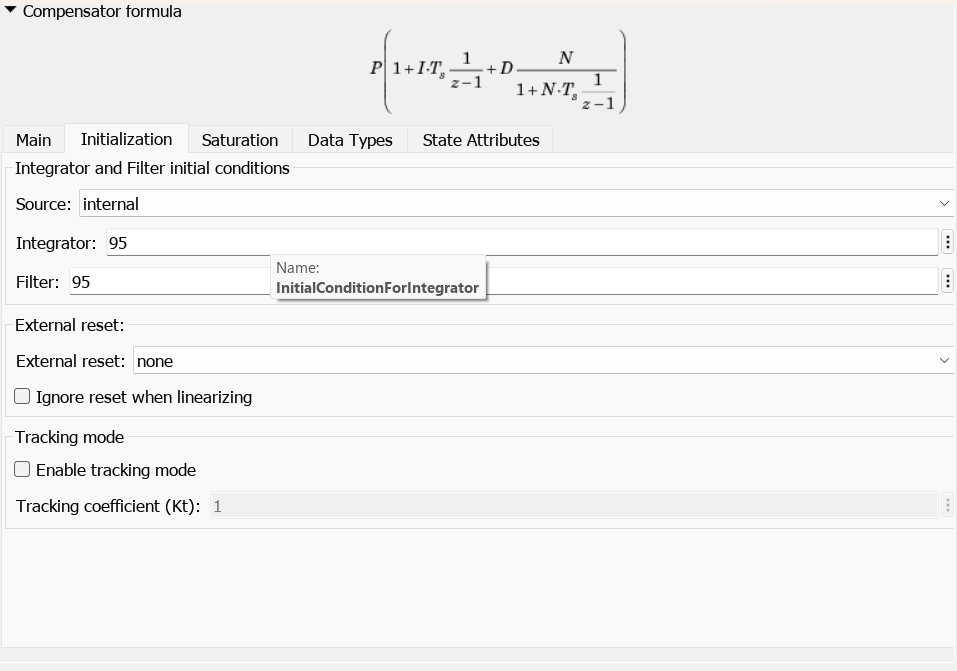 Compensator formula
P(1+I·Ts 1/(z−1)+D N/(1+N·Ts 1/(z−1)))
Main Initialization Saturation Data Types State Attributes
Integrator and Filter initial conditions
Source: internal
Integrator: 95
Filter: 95
Name:
InitialConditionForIntegrator
External reset:
External reset: none
Ignore reset when linearizing
Tracking mode
Enable tracking mode
Tracking coefficient (Kt): 1